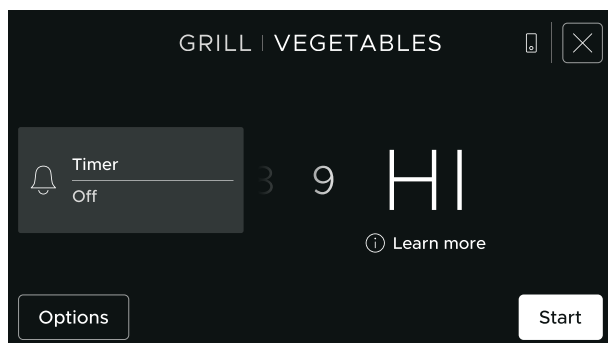 GRILL | VEGETABLES
Timer
Off
9 HI
Learn more
Options
Start